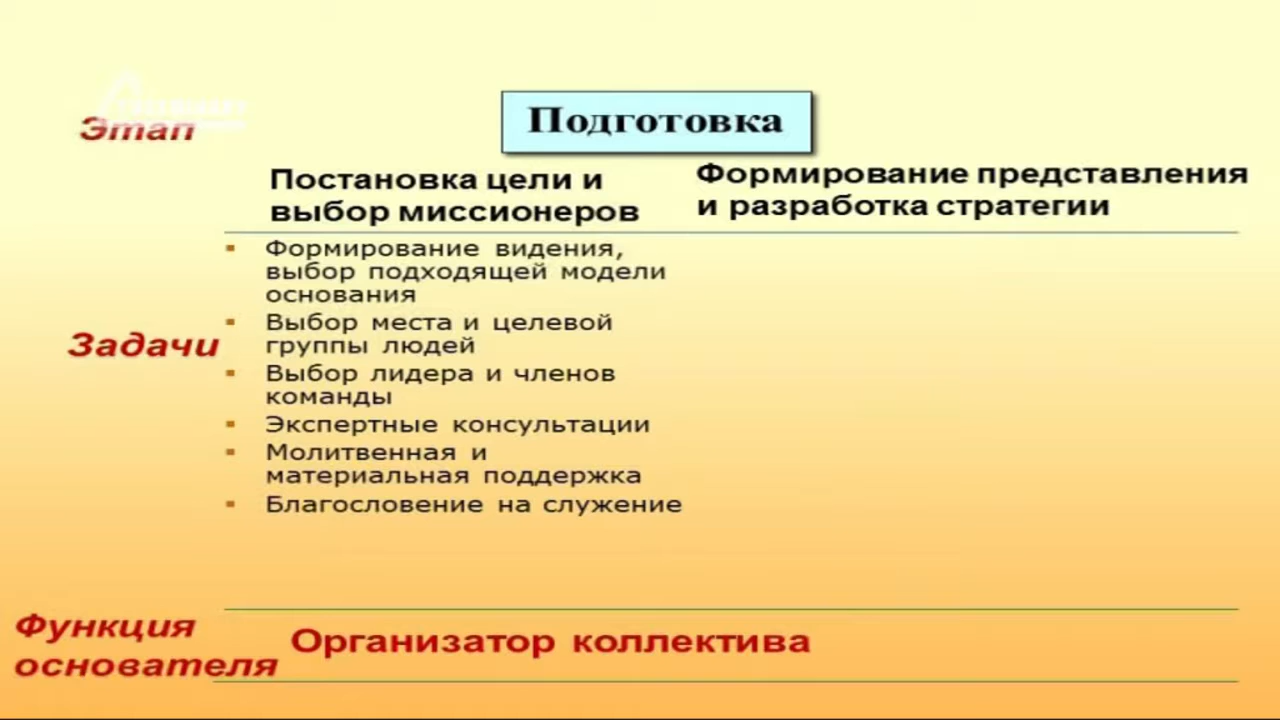 Этап
Подготовка
Постановка цели и
выбор миссионеров
Формирование представления
и разработка стратегии
Задачи
▪ Формирование видения,
выбор подходящей модели
основания
▪ Выбор места и целевой
группы людей
▪ Выбор лидера и членов
команды
▪ Экспертные консультации
▪ Молитвенная и
материальная поддержка
▪ Благословение на служение
Функция
основателя
Организатор коллектива